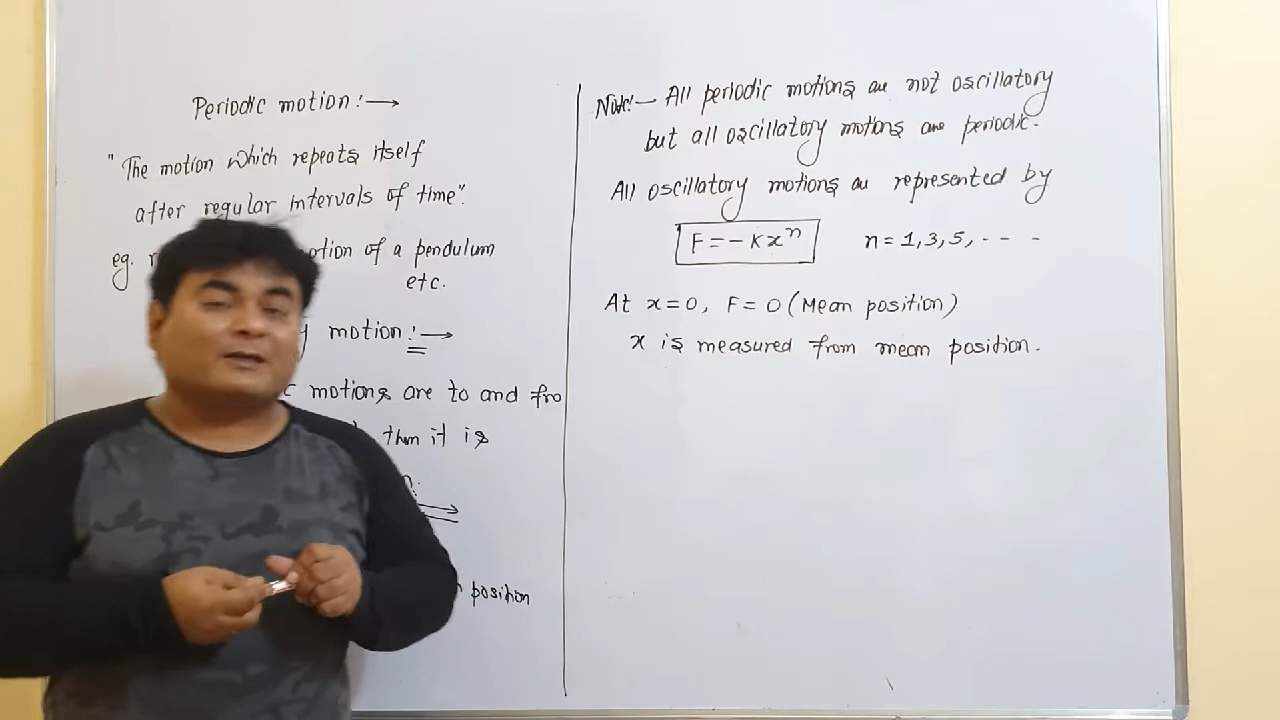 Periodic motion:→
"The motion which repeats itself
after regular intervals of time".
eg. motion of a pendulum
etc.
motion:→
motions are to and fro
then it is
position
Note:- All periodic motions are not oscillatory
but all oscillatory motions are periodic.
All oscillatory motions are represented by
F = -Kxⁿ n = 1,3,5, - - -
At x=0, F = 0 (Mean position)
x is measured from mean position.